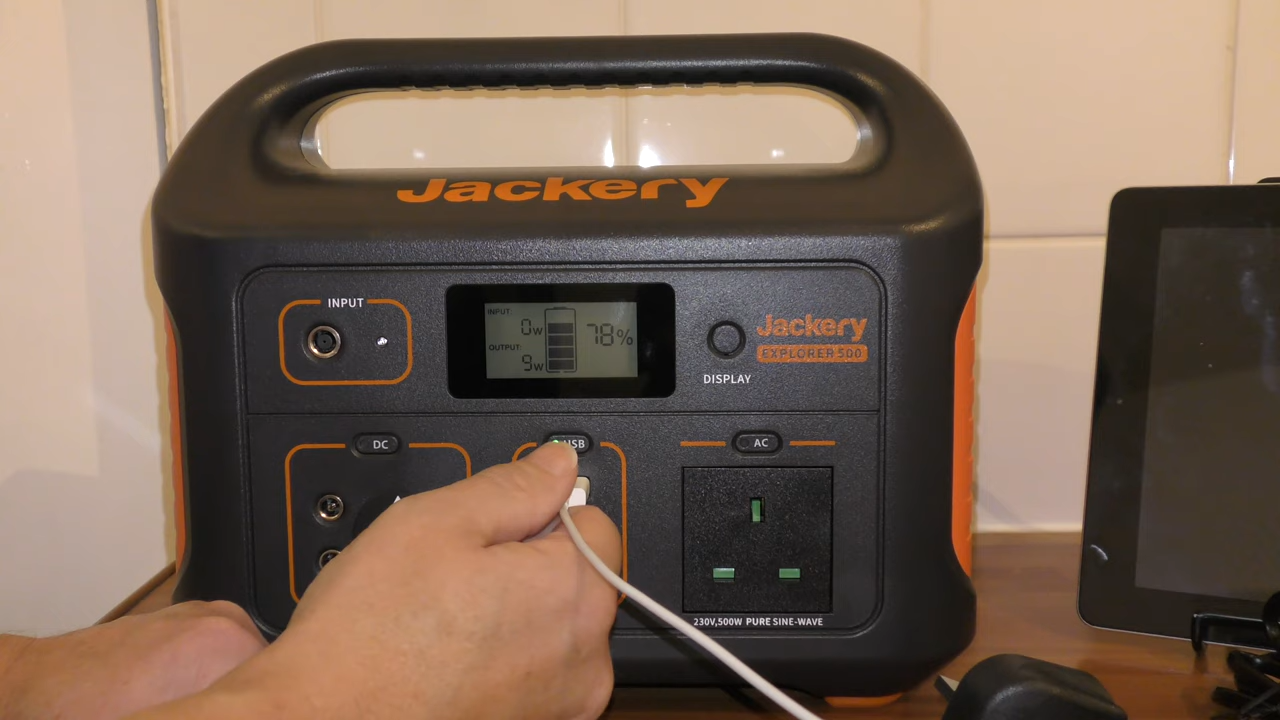 Jackery
INPUT
INPUT:
0w
78%
OUTPUT:
9w
Jackery
EXPLORER 500
DISPLAY
DC
USB
AC
230V,500W PURE SINE-WAVE